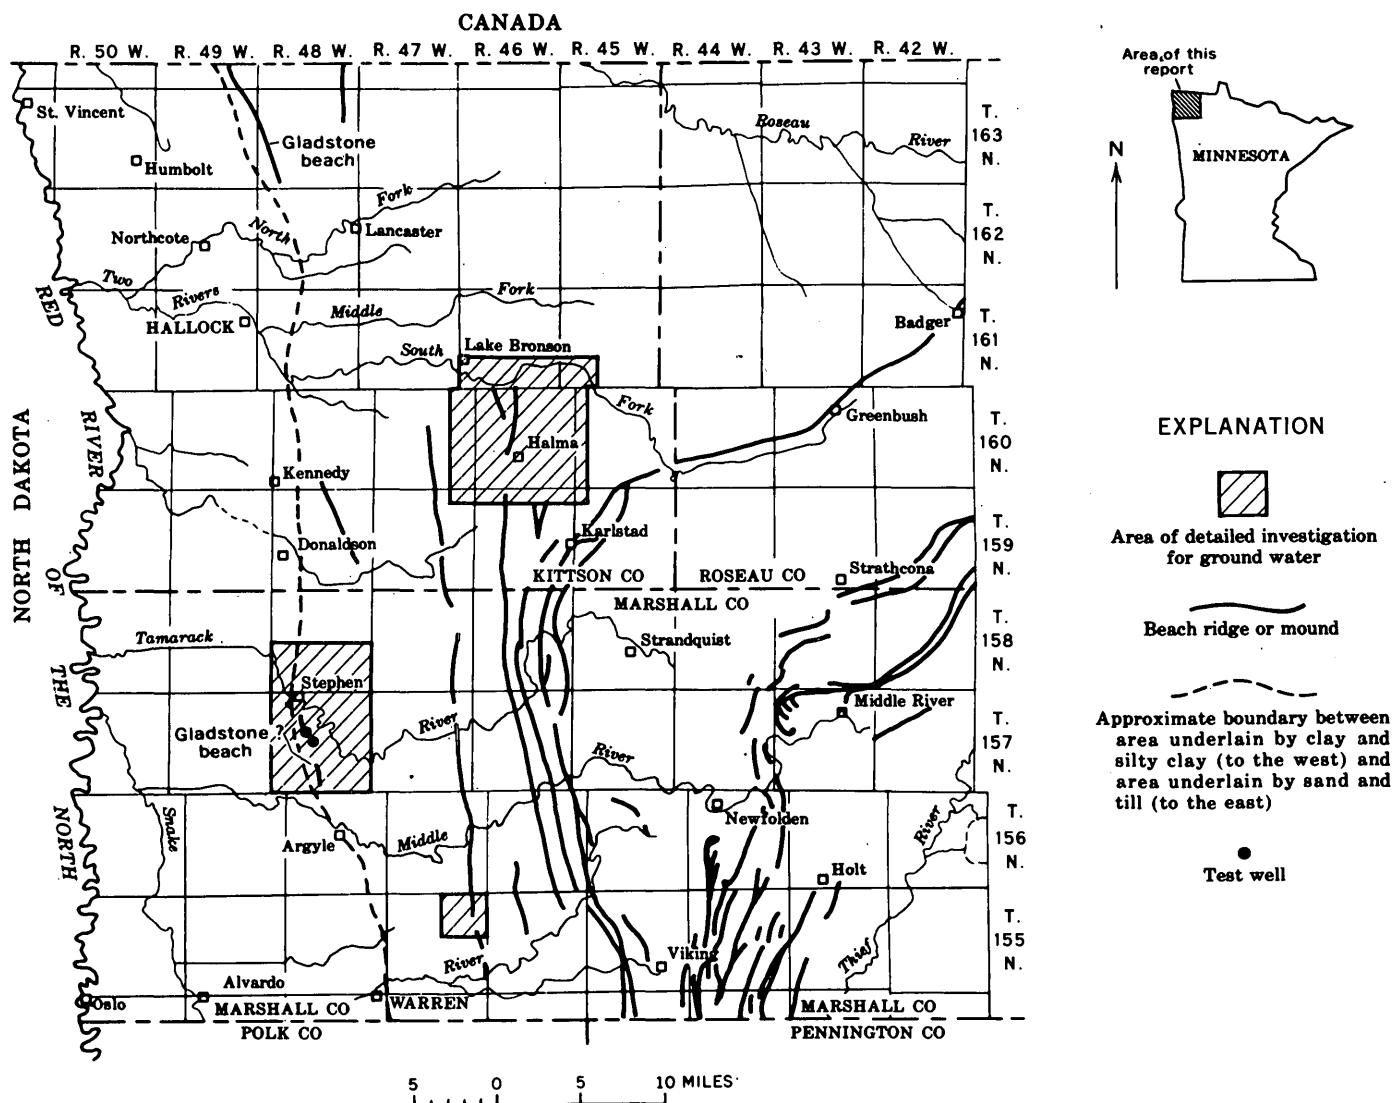 CANADA
R. 50 W. R. 49 W. R. 48 W. R. 47 W. R. 46 W. R. 45 W. R. 44 W. R. 43 W. R. 42 W.
St. Vincent
Humbolt
Gladstone
beach
Roseau
River
T.
163
N.
Northcote
North
Fork
Lancaster
T.
162
N.
Two
Rivers
HALLOCK
Middle
Fork
Badger
T.
161
N.
South
Lake Bronson
Fork
Greenbush
Halma
T.
160
N.
Kennedy
Donaldson
Karlstad
KITTSON CO
ROSEAU CO
Strathcona
T.
159
N.
MARSHALL CO
Tamarack
Strandquist
T.
158
N.
Stephen
Gladstone ?
beach
River
Middle River
T.
157
N.
River
Snake
Argyle
Middle
Newfolden
River
Holt
T.
156
N.
River
Viking
Thief
T.
155
N.
Oslo
Alvardo
MARSHALL CO
WARREN
MARSHALL CO
POLK CO
PENNINGTON CO
NORTH DAKOTA
RED
RIVER
OF
THE
NORTH
5 0 5 10 MILES
Area of this
report
N
MINNESOTA
EXPLANATION
Area of detailed investigation
for ground water
Beach ridge or mound
Approximate boundary between
area underlain by clay and
silty clay (to the west) and
area underlain by sand and
till (to the east)
Test well